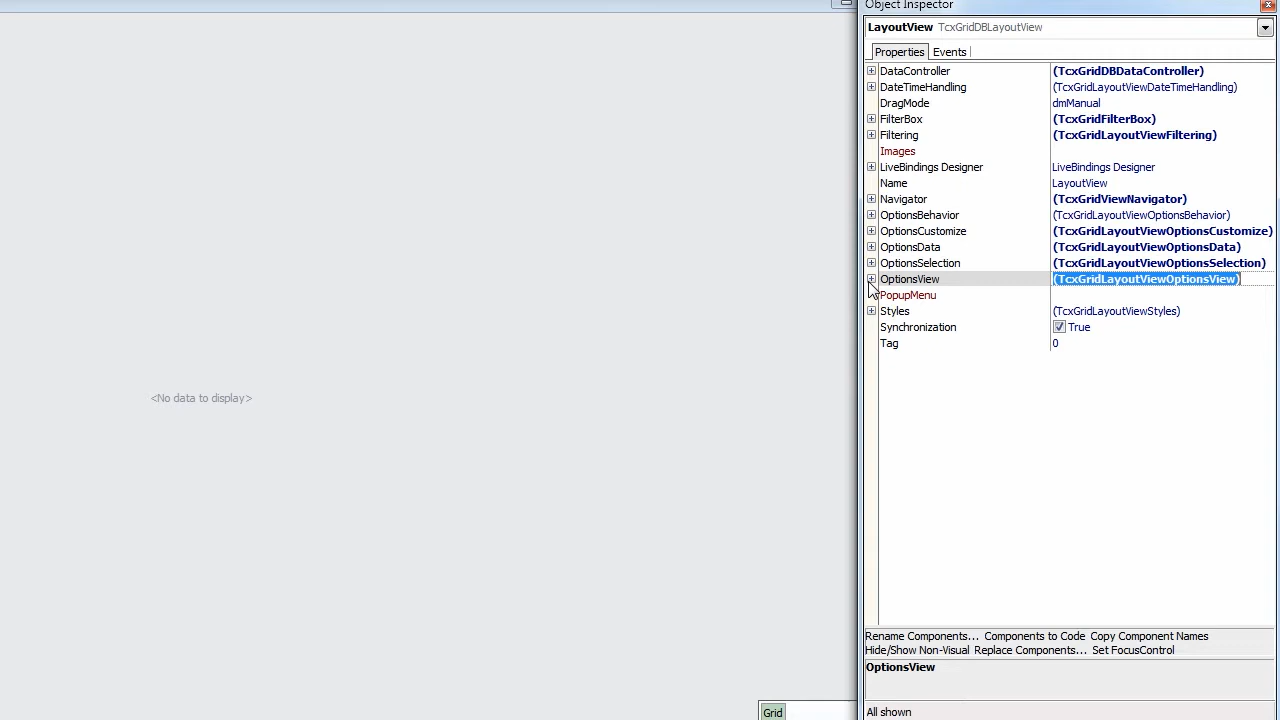 Object Inspector
LayoutView TcxGridDBLayoutView
Properties Events
DataController (TcxGridDBDataController)
DateTimeHandling (TcxGridLayoutViewDateTimeHandling)
DragMode dmManual
FilterBox (TcxGridFilterBox)
Filtering (TcxGridLayoutViewFiltering)
Images
LiveBindings Designer LiveBindings Designer
Name LayoutView
Navigator (TcxGridViewNavigator)
OptionsBehavior (TcxGridLayoutViewOptionsBehavior)
OptionsCustomize (TcxGridLayoutViewOptionsCustomize)
OptionsData (TcxGridLayoutViewOptionsData)
OptionsSelection (TcxGridLayoutViewOptionsSelection)
OptionsView (TcxGridLayoutViewOptionsView)
PopupMenu
Styles (TcxGridLayoutViewStyles)
Synchronization True
Tag 0
<No data to display>
Rename Components... Components to Code Copy Component Names
Hide/Show Non-Visual Replace Components... Set FocusControl
OptionsView
All shown
Grid